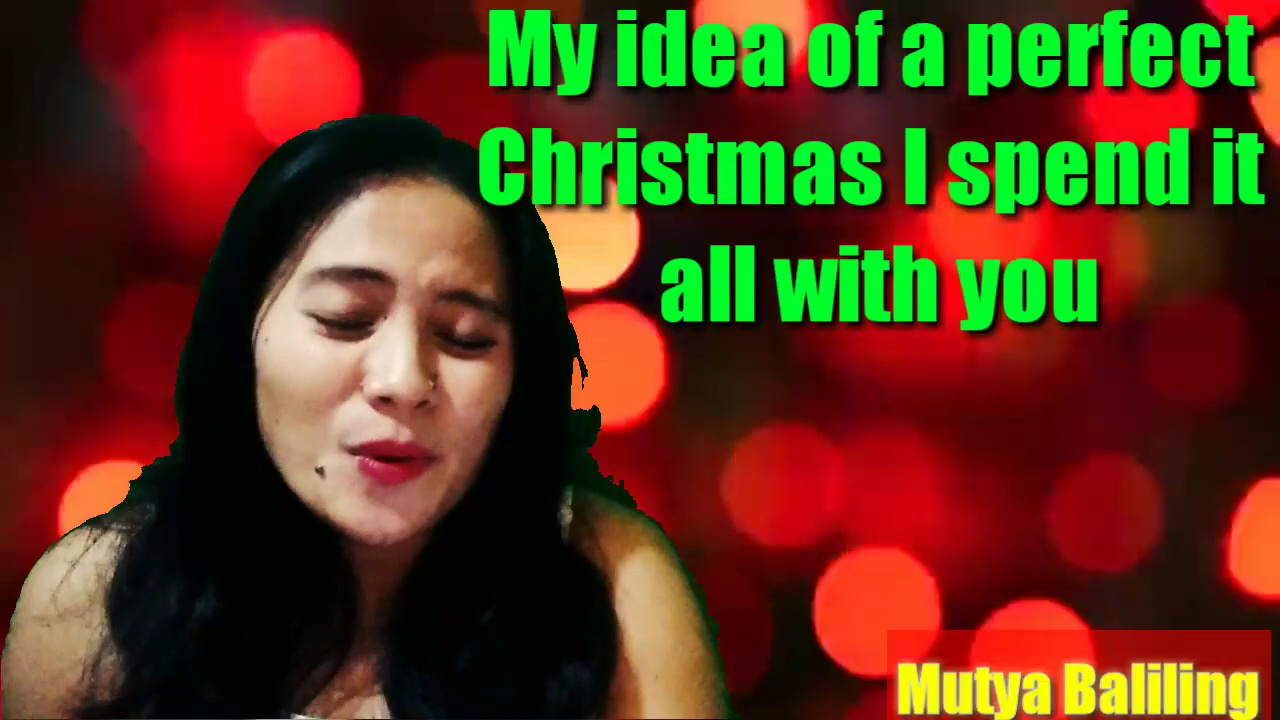 My idea of a perfect
Christmas I spend it
all with you
Mutya Baliling